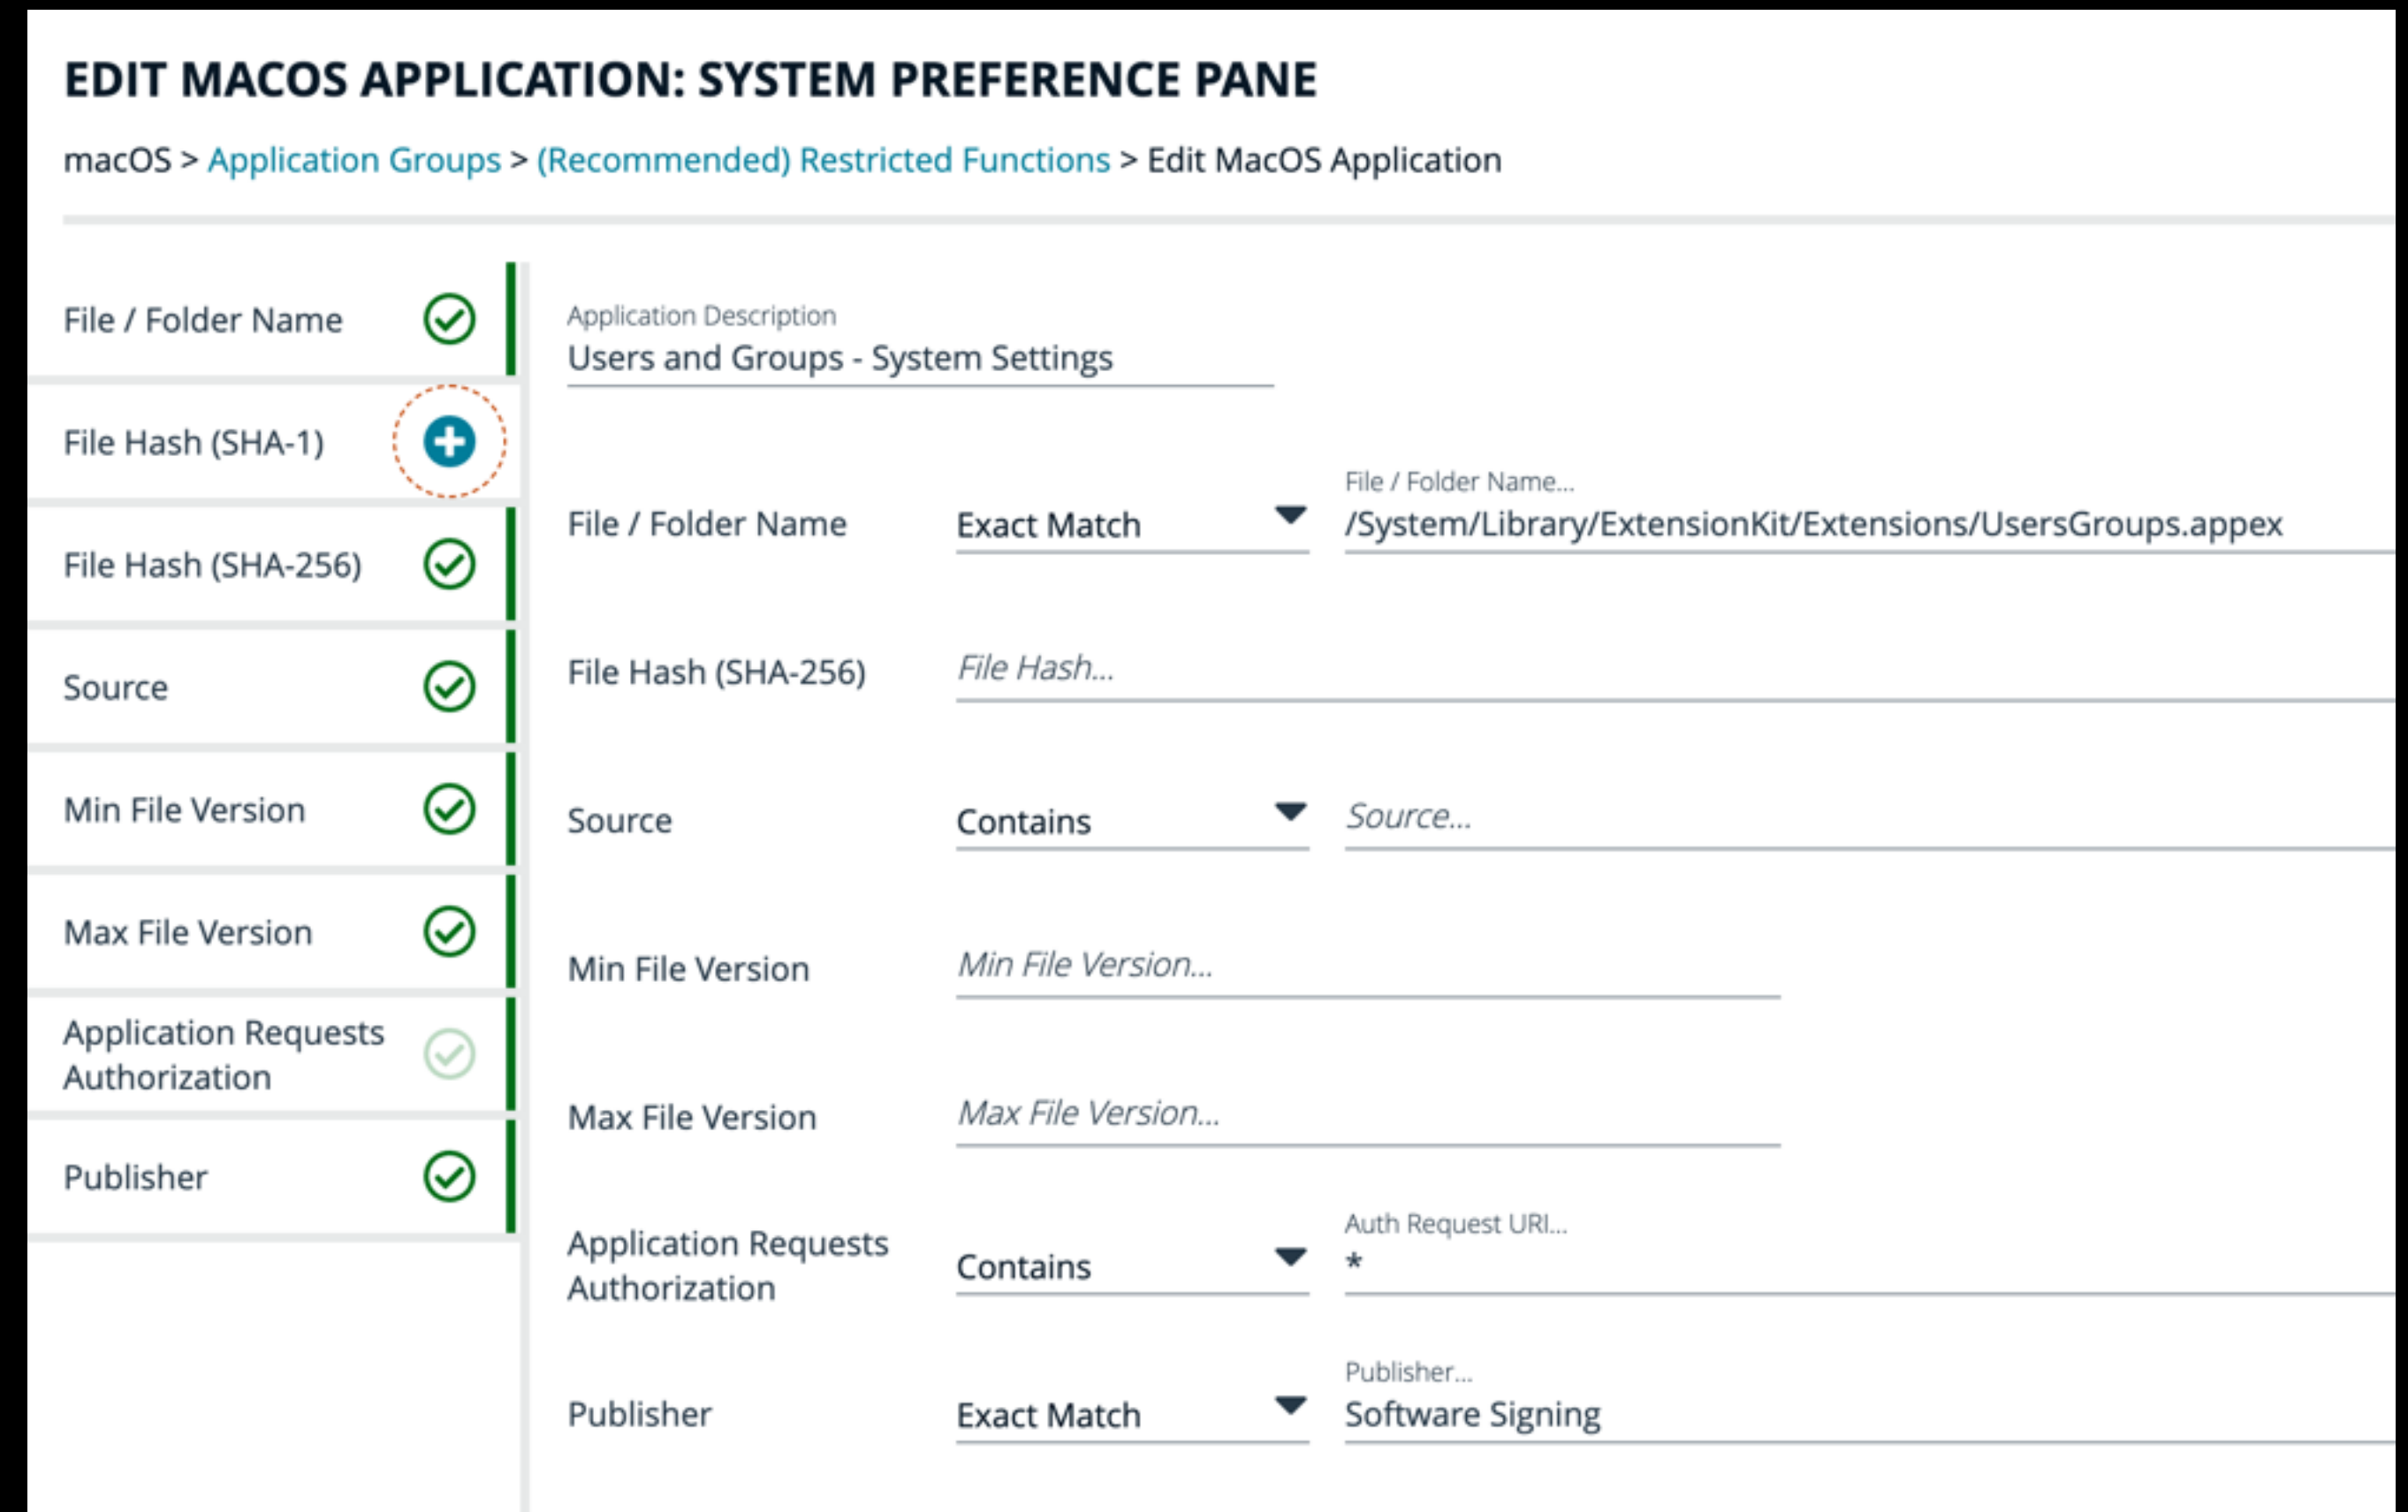 EDIT MACOS APPLICATION: SYSTEM PREFERENCE PANE
macOS > Application Groups > (Recommended) Restricted Functions > Edit MacOS Application
File / Folder Name
File Hash (SHA-1)
File Hash (SHA-256)
Source
Min File Version
Max File Version
Application Requests
Authorization
Publisher
Application Description
Users and Groups - System Settings
File / Folder Name
Exact Match
File / Folder Name...
/System/Library/ExtensionKit/Extensions/UsersGroups.appex
File Hash (SHA-256)
File Hash...
Source
Contains
Source...
Min File Version
Min File Version...
Max File Version
Max File Version...
Application Requests
Authorization
Contains
Auth Request URI...
*
Publisher
Exact Match
Publisher...
Software Signing